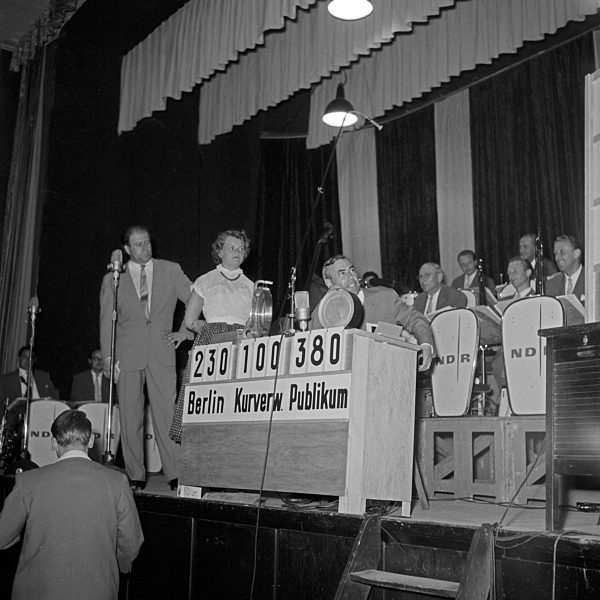 230 100 380
Berlin Kurverw. Publikum
NDR
NDR
NDR